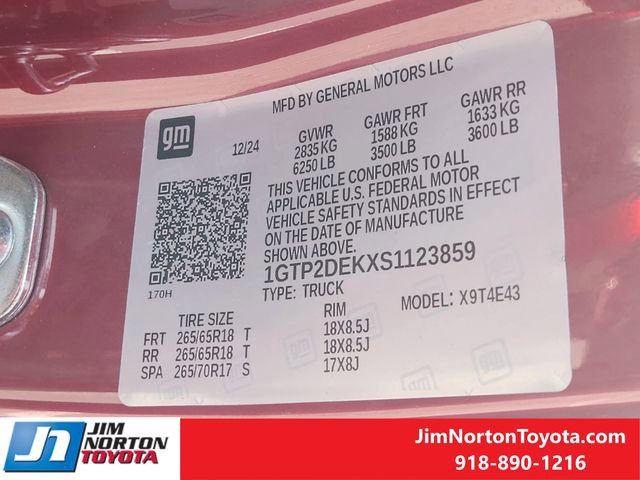 MFD BY GENERAL MOTORS LLC
gm
12/24
GVWR GAWR FRT GAWR RR
2835 KG 1588 KG 1633 KG
6250 LB 3500 LB 3600 LB
THIS VEHICLE CONFORMS TO ALL
APPLICABLE U.S. FEDERAL MOTOR
VEHICLE SAFETY STANDARDS IN EFFECT
ON THE DATE OF MANUFACTURE
SHOWN ABOVE.
1GTP2DEKXS1123859
170H
TYPE: TRUCK MODEL: X9T4E43
TIRE SIZE RIM
FRT 265/65R18 T 18X8.5J
RR 265/65R18 T 18X8.5J
SPA 265/70R17 S 17X8J
JIM
NORTON
TOYOTA
JimNortonToyota.com
918-890-1216